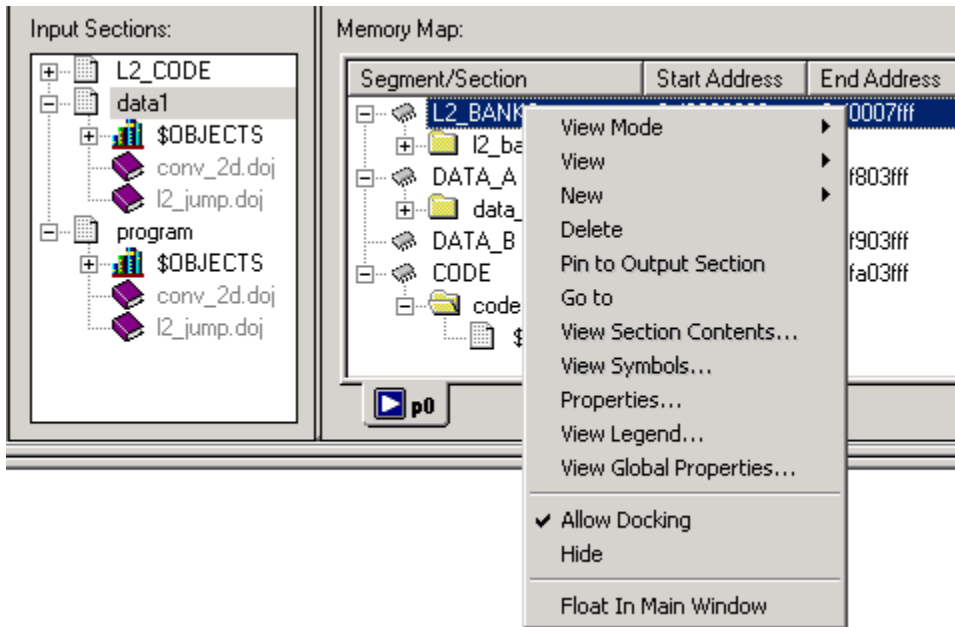 Input Sections:
L2_CODE
data1
$OBJECTS
conv_2d.doj
l2_jump.doj
program
$OBJECTS
conv_2d.doj
l2_jump.doj
Memory Map:
Segment/Section Start Address End Address
L2_BANK 0007fff
l2_ba
DATA_A f803fff
data_
DATA_B f903fff
CODE fa03fff
code
$
p0
View Mode
View
New
Delete
Pin to Output Section
Go to
View Section Contents...
View Symbols...
Properties...
View Legend...
View Global Properties...
Allow Docking
Hide
Float In Main Window